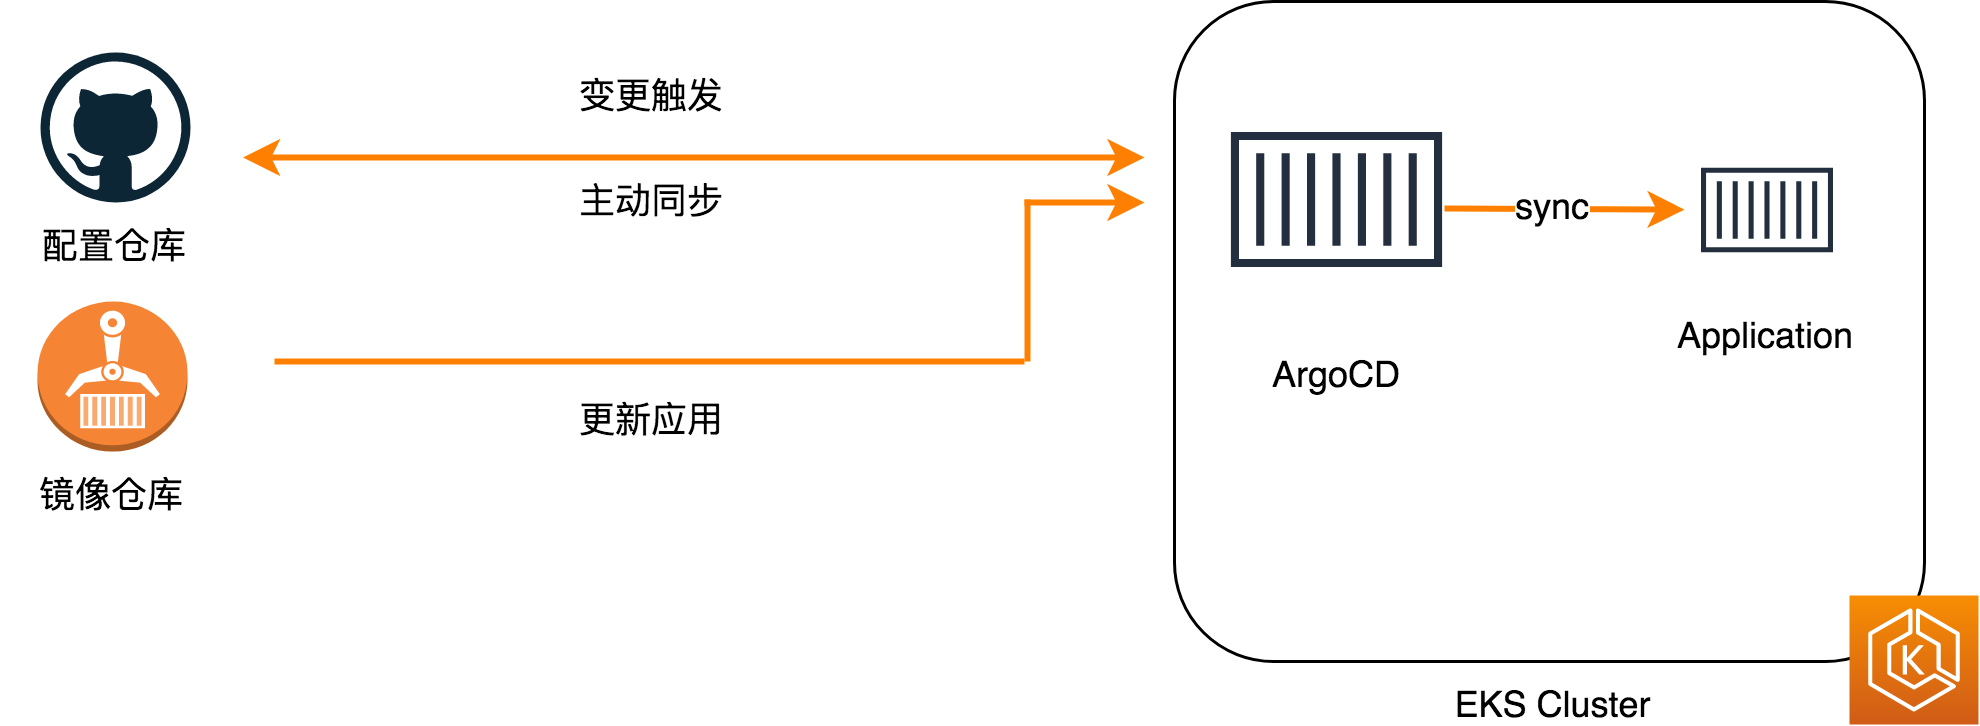 变更触发
主动同步
配置仓库
更新应用
镜像仓库
sync
ArgoCD
Application
EKS Cluster
K